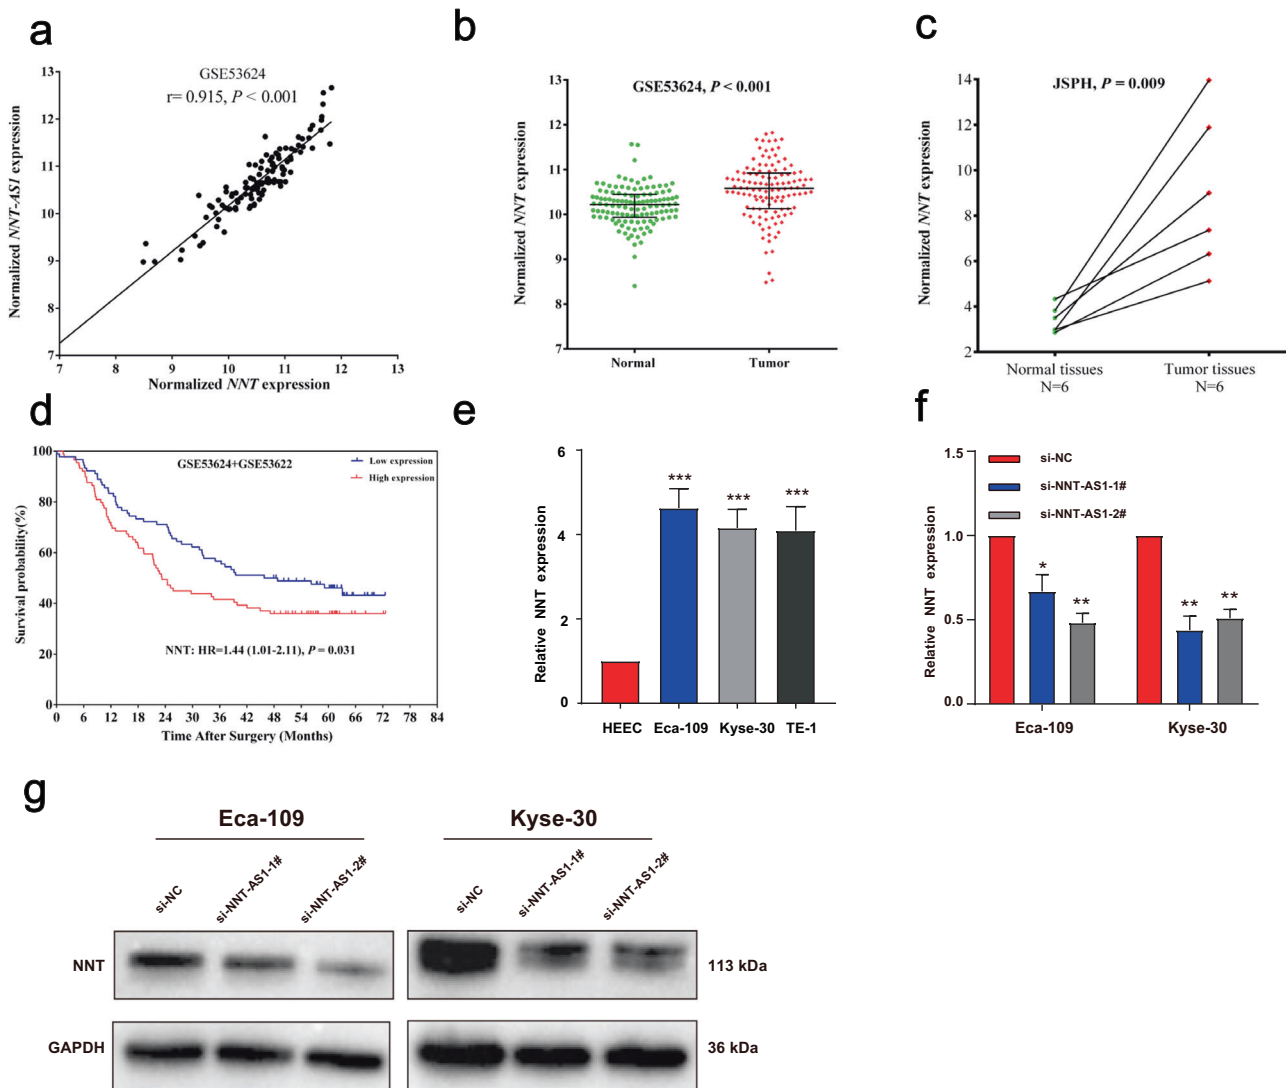 a
GSE53624
r= 0.915, P < 0.001
Normalized NNT-AS1 expression
13
12
11
10
9
8
7
7 8 9 10 11 12 13
Normalized NNT expression
b
GSE53624, P < 0.001
Normalized NNT expression
13
12
11
10
9
8
7
Normal Tumor
c
JSPH, P = 0.009
Normalized NNT expression
14
12
10
8
6
4
2
Normal tissues Tumor tissues
N=6 N=6
d
GSE53624+GSE53622
Low expression
High expression
Survival probability(%)
100
80
60
40
20
0
NNT: HR=1.44 (1.01-2.11), P = 0.031
0 6 12 18 24 30 36 42 48 54 60 66 72 78 84
Time After Surgery (Months)
e
Relative NNT expression
6
4
2
0
*** *** ***
HEEC Eca-109 Kyse-30 TE-1
f
si-NC
si-NNT-AS1-1#
si-NNT-AS1-2#
Relative NNT expression
1.5
1.0
0.5
0.0
* ** ** **
Eca-109 Kyse-30
g
Eca-109 Kyse-30
si-NC si-NNT-AS1-1# si-NNT-AS1-2# si-NC si-NNT-AS1-1# si-NNT-AS1-2#
NNT 113 kDa
GAPDH 36 kDa